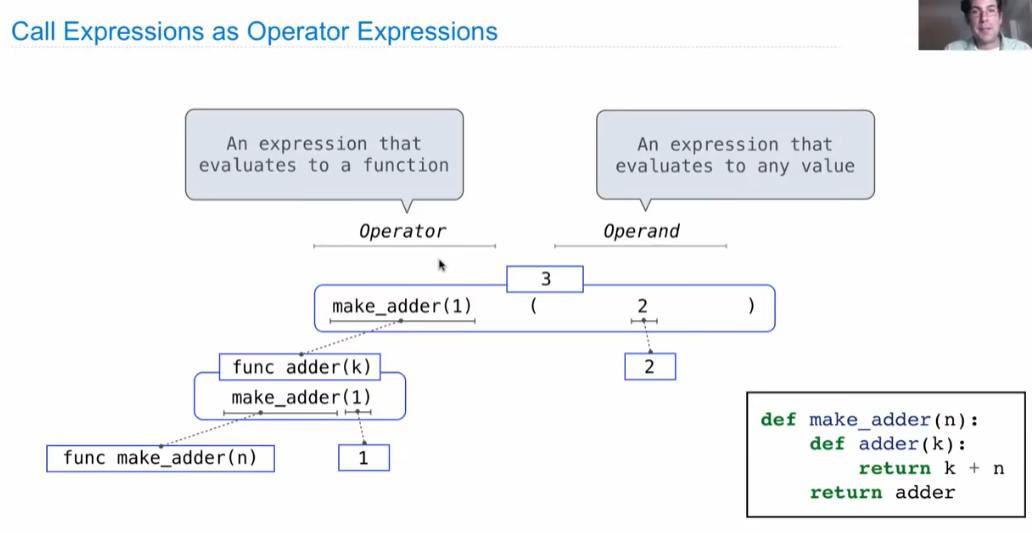 Call Expressions as Operator Expressions
An expression that
evaluates to a function
An expression that
evaluates to any value
Operator
Operand
3
make_adder(1) ( 2 )
func adder(k)
2
make_adder(1)
func make_adder(n)
1
def make_adder(n):
    def adder(k):
        return k + n
    return adder